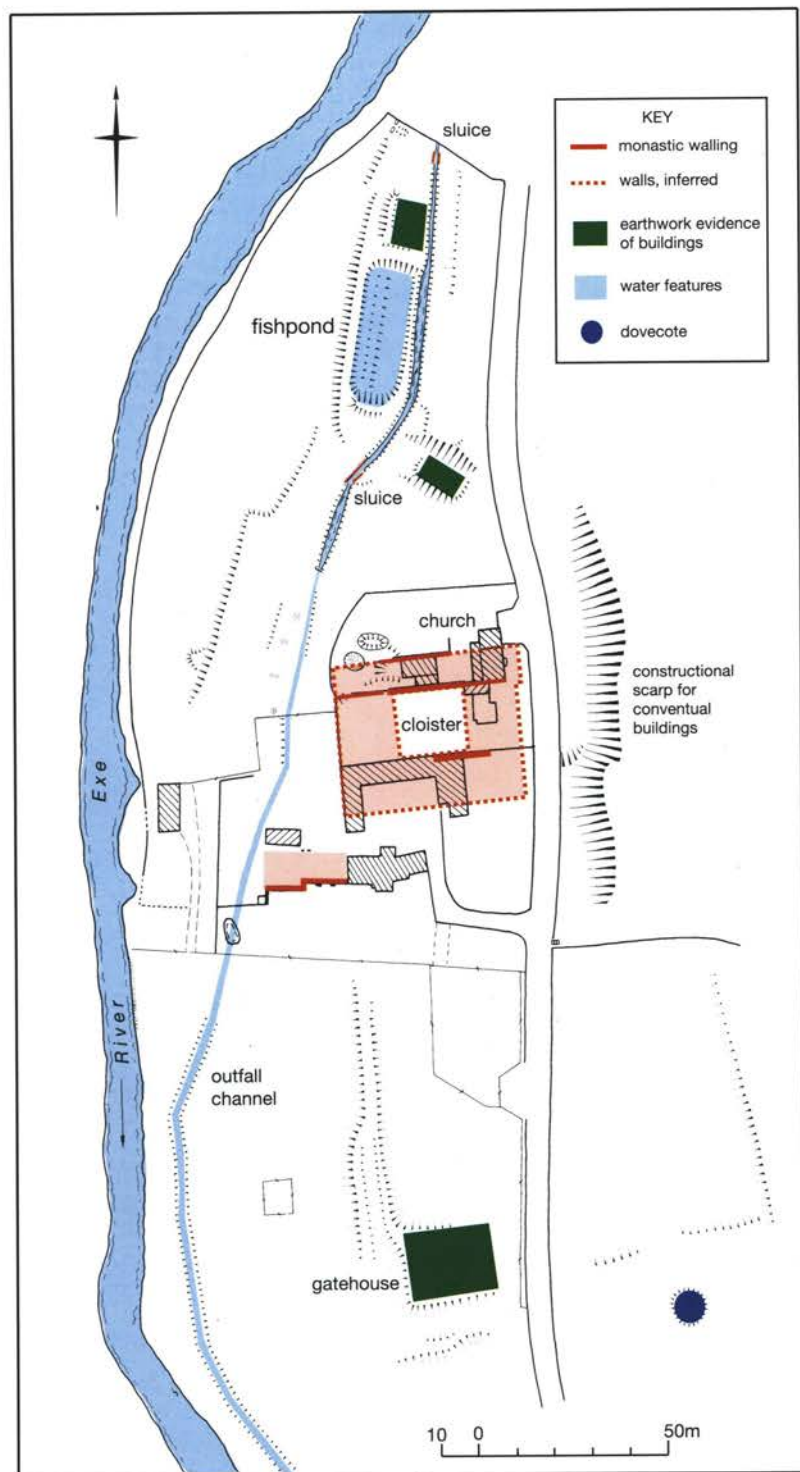 sluice
KEY
monastic walling
walls, inferred
earthwork evidence
of buildings
water features
dovecote
fishpond
sluice
church
cloister
constructional
scarp for
conventual
buildings
River Exe
outfall
channel
gatehouse
10 0 50m